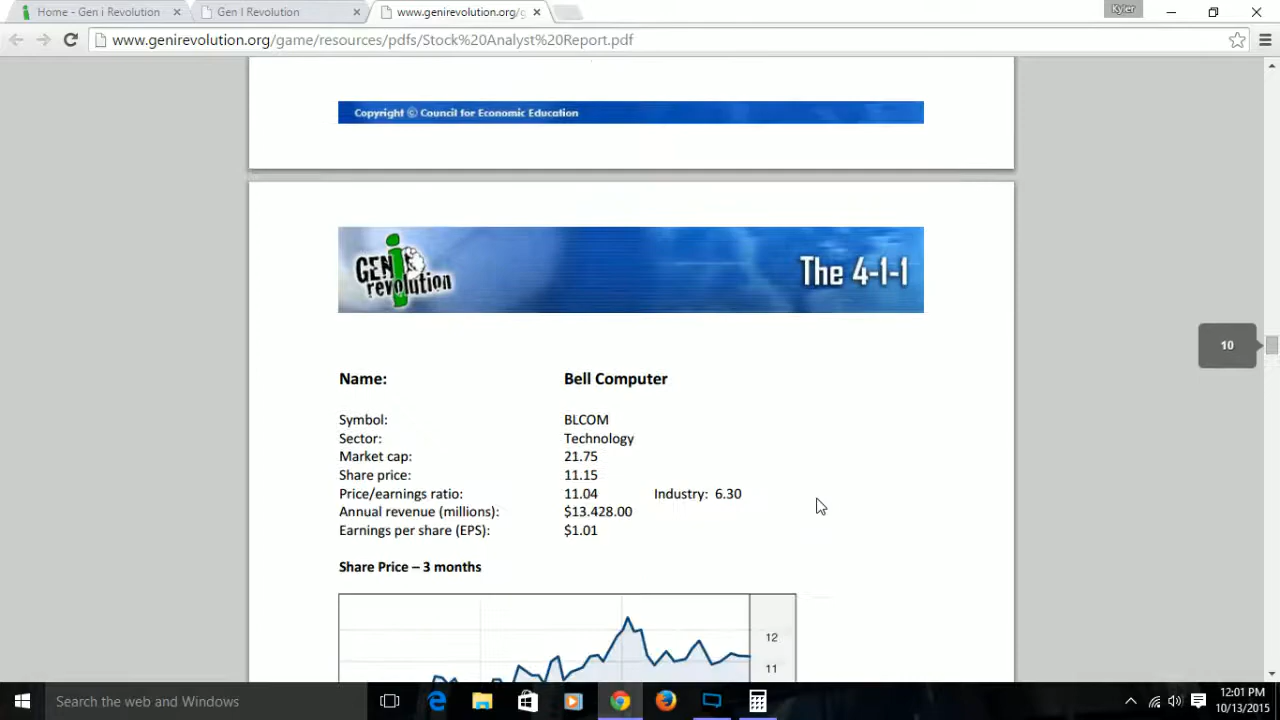 Home - Gen i Revolution
Gen I Revolution
www.genirevolution.org/g
Kyler
www.genirevolution.org/game/resources/pdfs/Stock%20Analyst%20Report.pdf
Copyright © Council for Economic Education
GEN i revolution
The 4-1-1
10
Name: Bell Computer
Symbol: BLCOM
Sector: Technology
Market cap: 21.75
Share price: 11.15
Price/earnings ratio: 11.04 Industry: 6.30
Annual revenue (millions): $13.428.00
Earnings per share (EPS): $1.01
Share Price – 3 months
12
11
Search the web and Windows
12:01 PM
10/13/2015